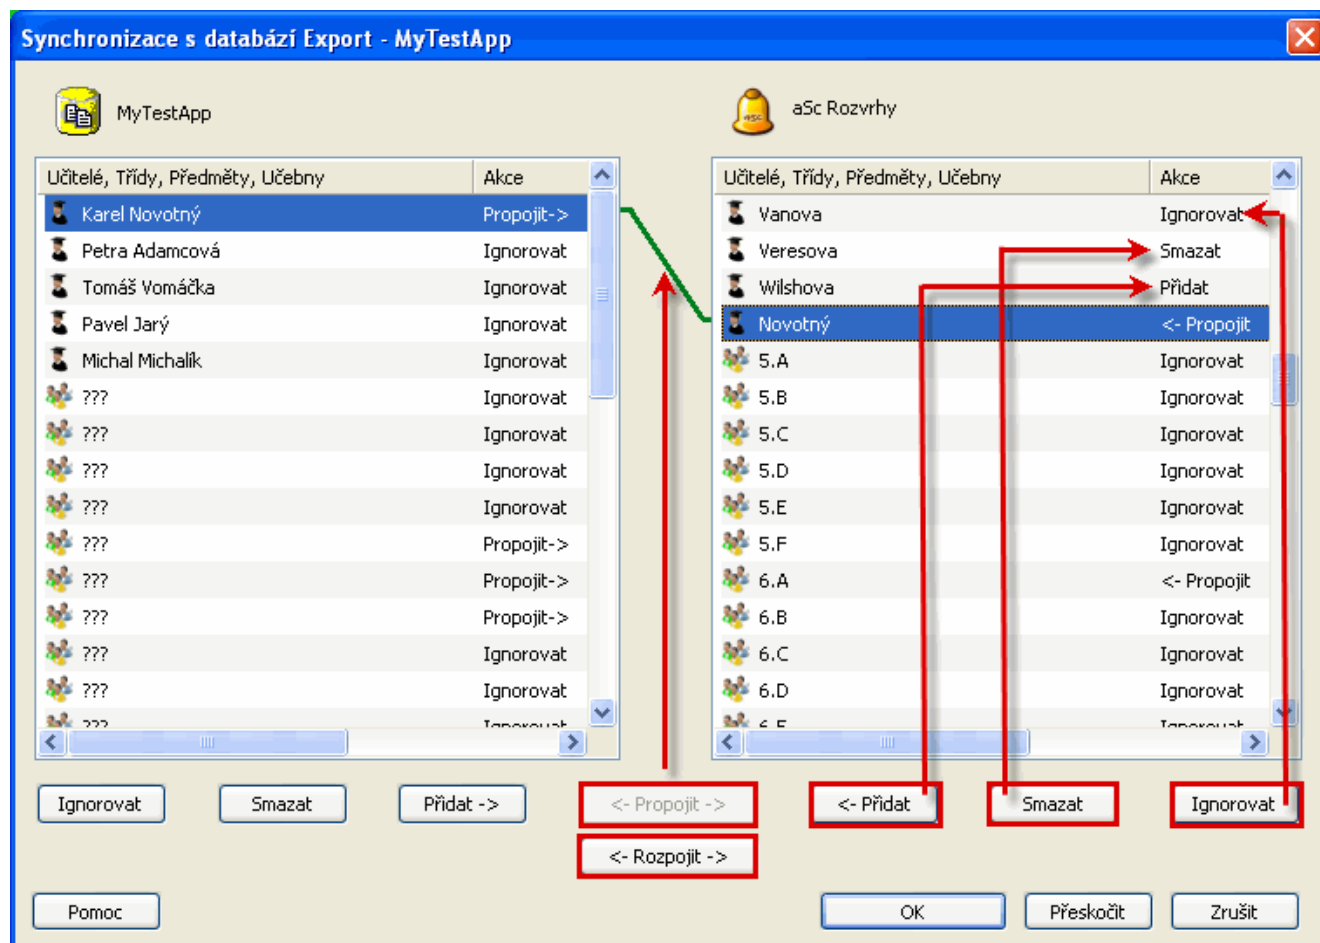 Synchronizace s databází Export - MyTestApp
MyTestApp
aSc Rozvrhy
Učitelé, Třídy, Předměty, Učebny Akce
Karel Novotný Propojit->
Petra Adamcová Ignorovat
Tomáš Vomáčka Ignorovat
Pavel Jarý Ignorovat
Michal Michalík Ignorovat
??? Ignorovat
??? Ignorovat
??? Ignorovat
??? Ignorovat
??? Propojit->
??? Propojit->
??? Propojit->
??? Ignorovat
??? Ignorovat
??? Ignorovat
Učitelé, Třídy, Předměty, Učebny Akce
Vanova Ignorovat
Veresova Smazat
Wilshova Přidat
Novotný <- Propojit
5.A Ignorovat
5.B Ignorovat
5.C Ignorovat
5.D Ignorovat
5.E Ignorovat
5.F Ignorovat
6.A <- Propojit
6.B Ignorovat
6.C Ignorovat
6.D Ignorovat
Ignorovat
Ignorovat Smazat Přidat -> <- Propojit -> <- Přidat Smazat Ignorovat
<- Rozpojit ->
Pomoc OK Přeskočit Zrušit